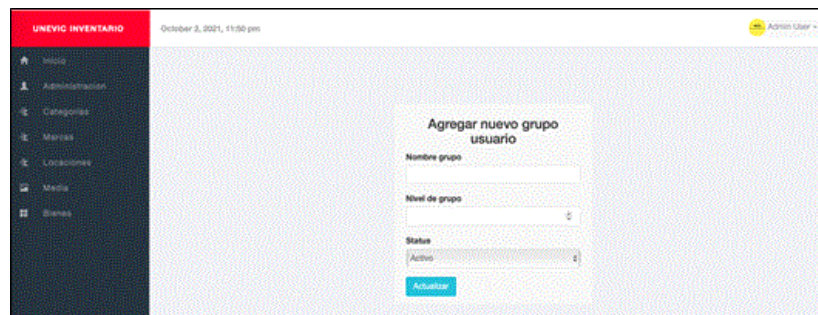 UNEVIC INVENTARIO
October 2, 2021, 11:50 pm
Admin User
Inicio
Administracion
Categorias
Marcas
Locaciones
Media
Bienes
Agregar nuevo grupo
usuario
Nombre grupo
Nivel de grupo
Status
Activo
Actualizar